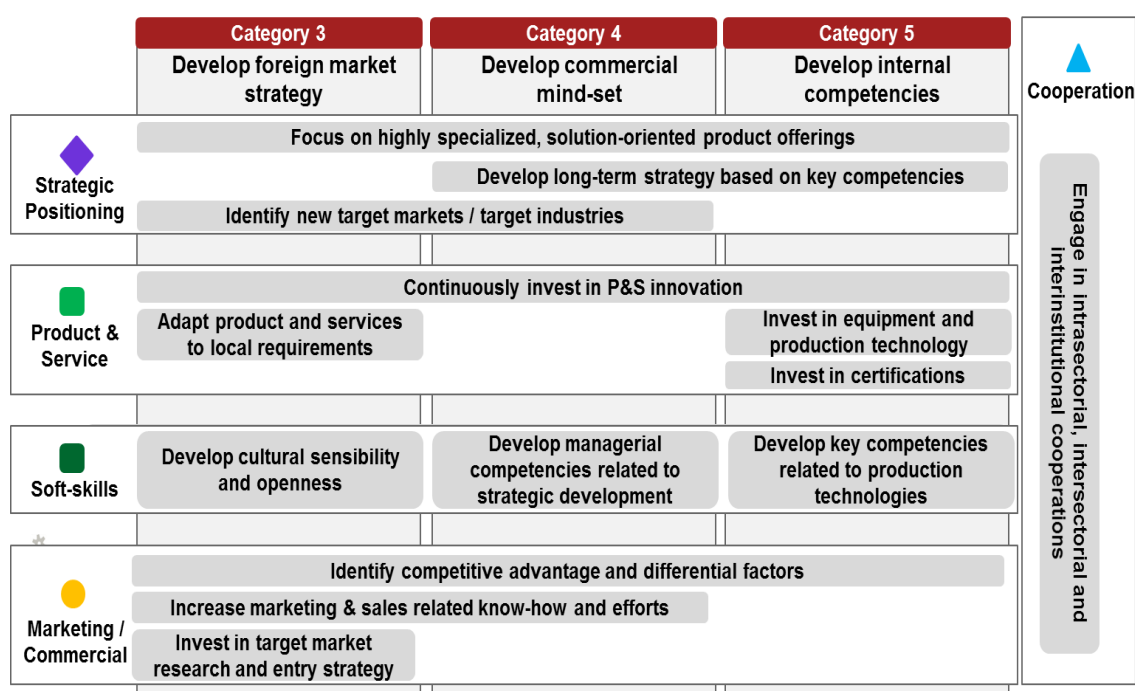 Category 3
Category 4
Category 5
Develop foreign market
strategy
Develop commercial
mind-set
Develop internal
competencies
Cooperation
Strategic
Positioning
Focus on highly specialized, solution-oriented product offerings
Develop long-term strategy based on key competencies
Identify new target markets / target industries
Product &
Service
Continuously invest in P&S innovation
Adapt product and services
to local requirements
Invest in equipment and
production technology
Invest in certifications
Soft-skills
Develop cultural sensibility
and openness
Develop managerial
competencies related to
strategic development
Develop key competencies
related to production
technologies
Marketing /
Commercial
Identify competitive advantage and differential factors
Increase marketing & sales related know-how and efforts
Invest in target market
research and entry strategy
Engage in intrasectorial, intersectorial and
interinstitutional cooperations